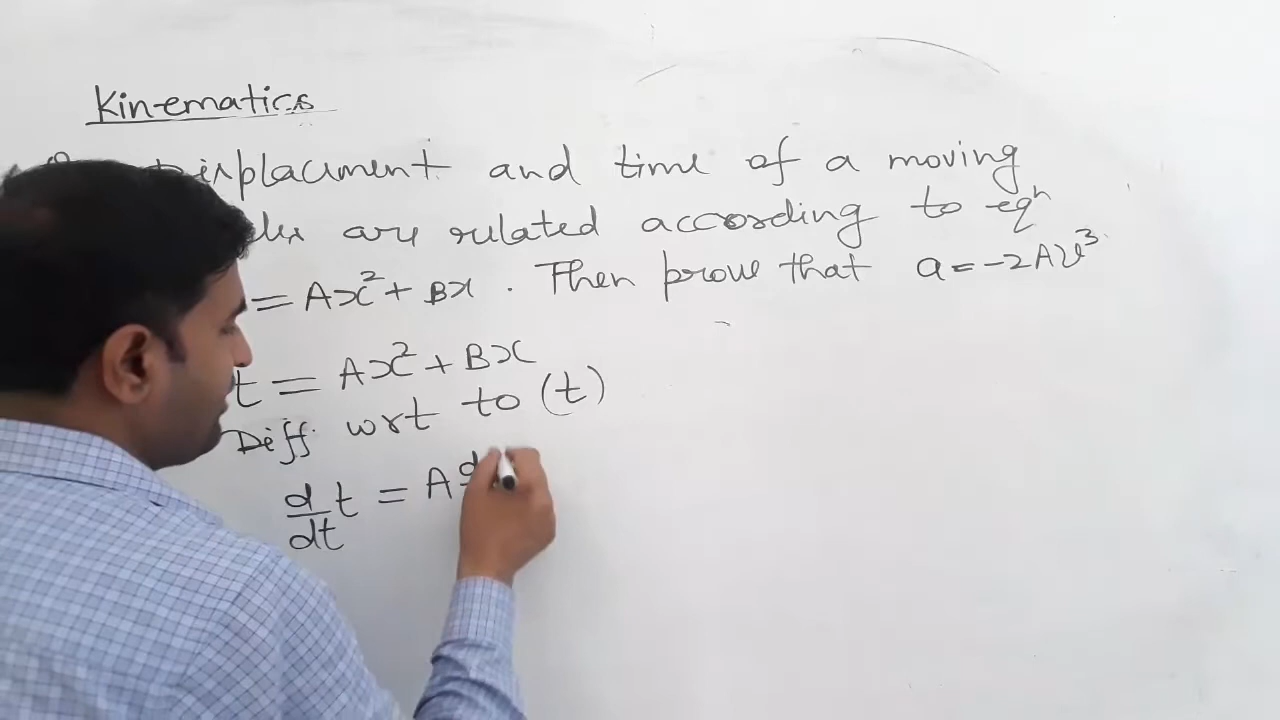 Kinematics
Displacment and time of a moving
are related according to eqⁿ
= Ax² + Bx . Then prove that a = -2Av³
t = Ax² + Bx
Diff wrt to (t)
d/dt t = A d